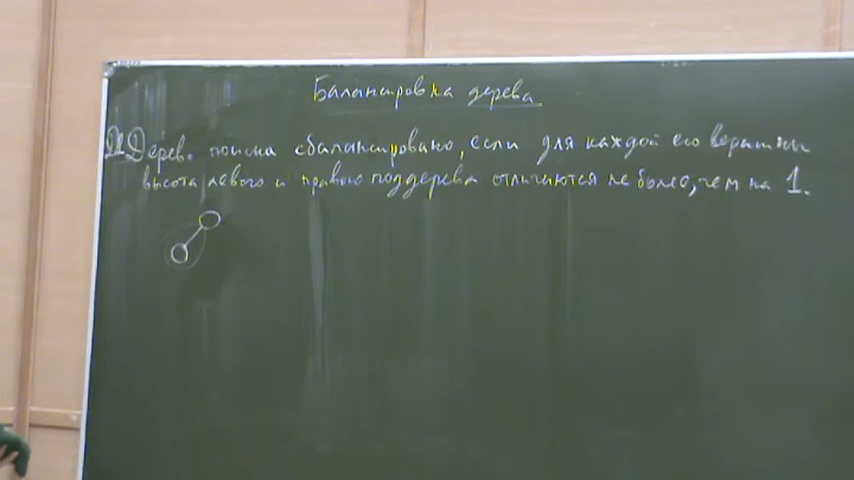 Балансировка дерева
D1 Дерев. поиска сбалансировано, если для каждой его вершины
высота левого и правого поддерева отличаются не более, чем на 1.